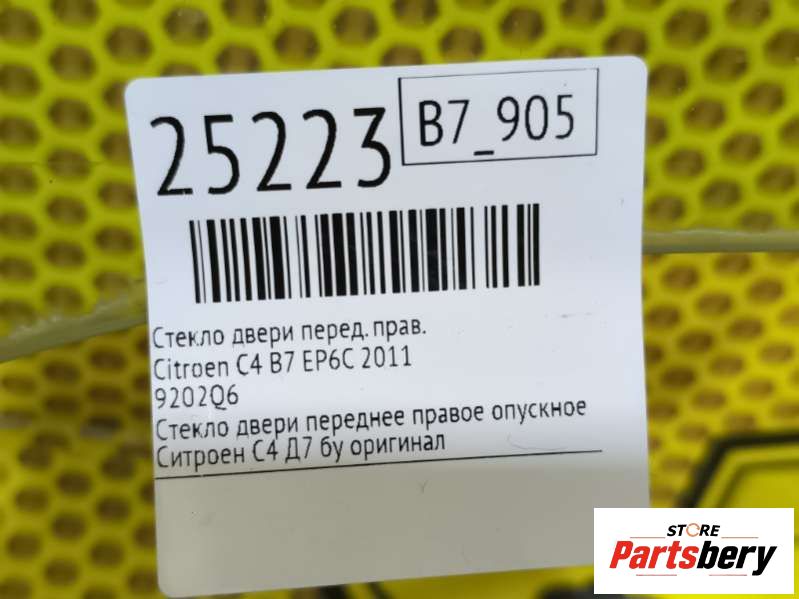 25223
B7_905
Стекло двери перед. прав.
Citroen C4 B7 EP6C 2011
9202Q6
Стекло двери переднее правое опускное
Ситроен С4 Д7 бу оригинал
STORE
Partsbery